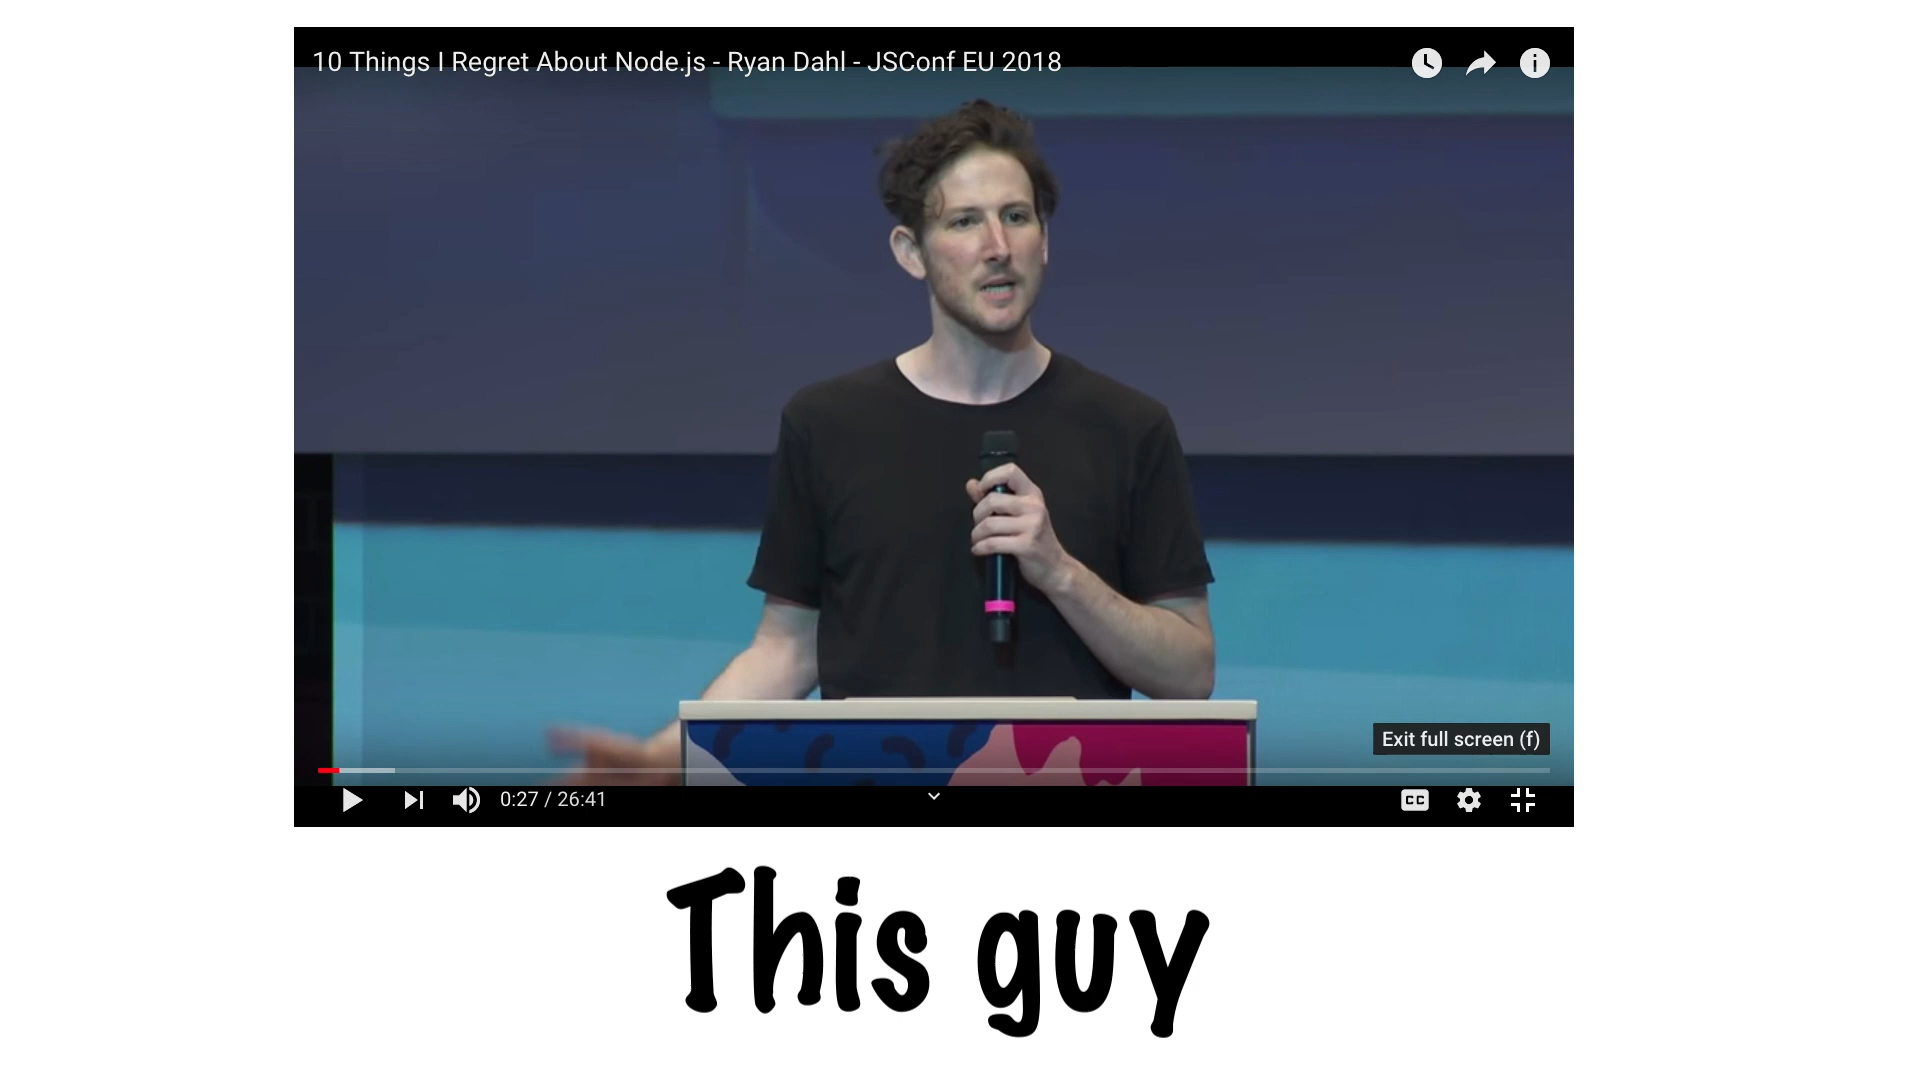 10 Things I Regret About Node.js - Ryan Dahl - JSConf EU 2018
Exit full screen (f)
0:27 / 26:41
CC
This guy